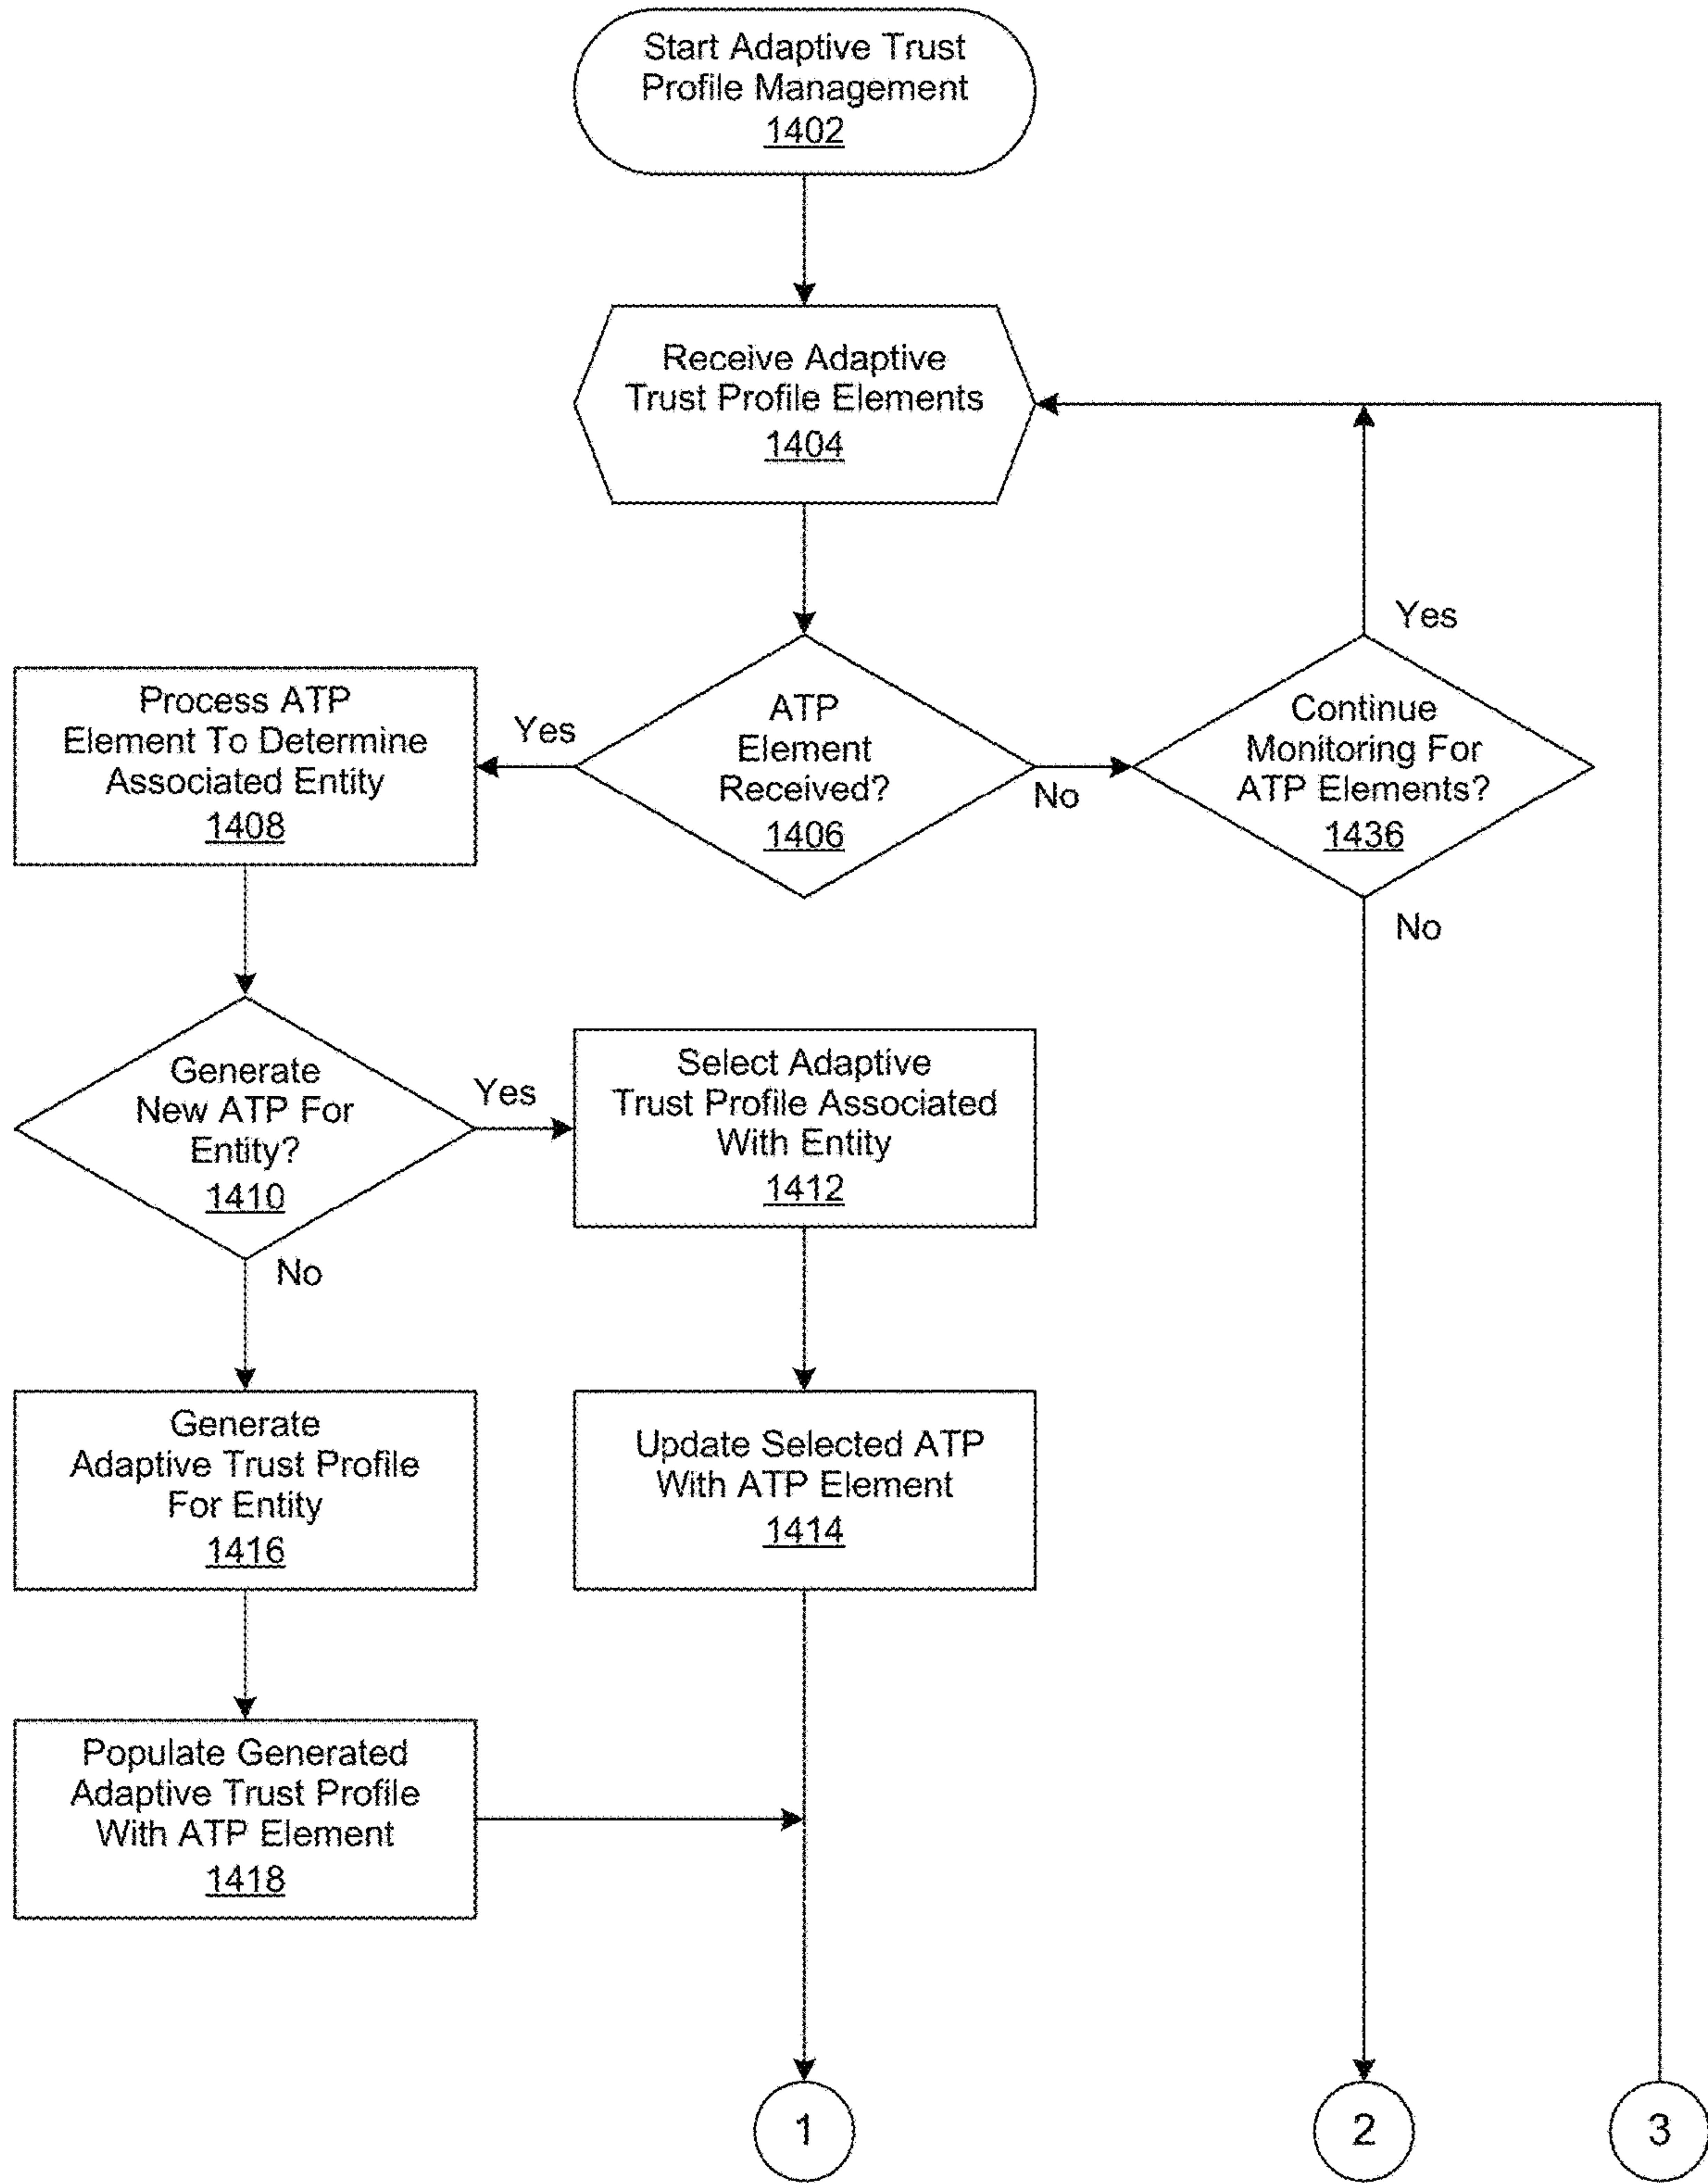 Start Adaptive Trust
Profile Management
1402
Receive Adaptive
Trust Profile Elements
1404
Process ATP
Element To Determine
Associated Entity
1408
Yes
ATP
Element
Received?
1406
No
Yes
Continue
Monitoring For
ATP Elements?
1436
No
Generate
New ATP For
Entity?
1410
Yes
No
Select Adaptive
Trust Profile Associated
With Entity
1412
Generate
Adaptive Trust Profile
For Entity
1416
Update Selected ATP
With ATP Element
1414
Populate Generated
Adaptive Trust Profile
With ATP Element
1418
1
2
3